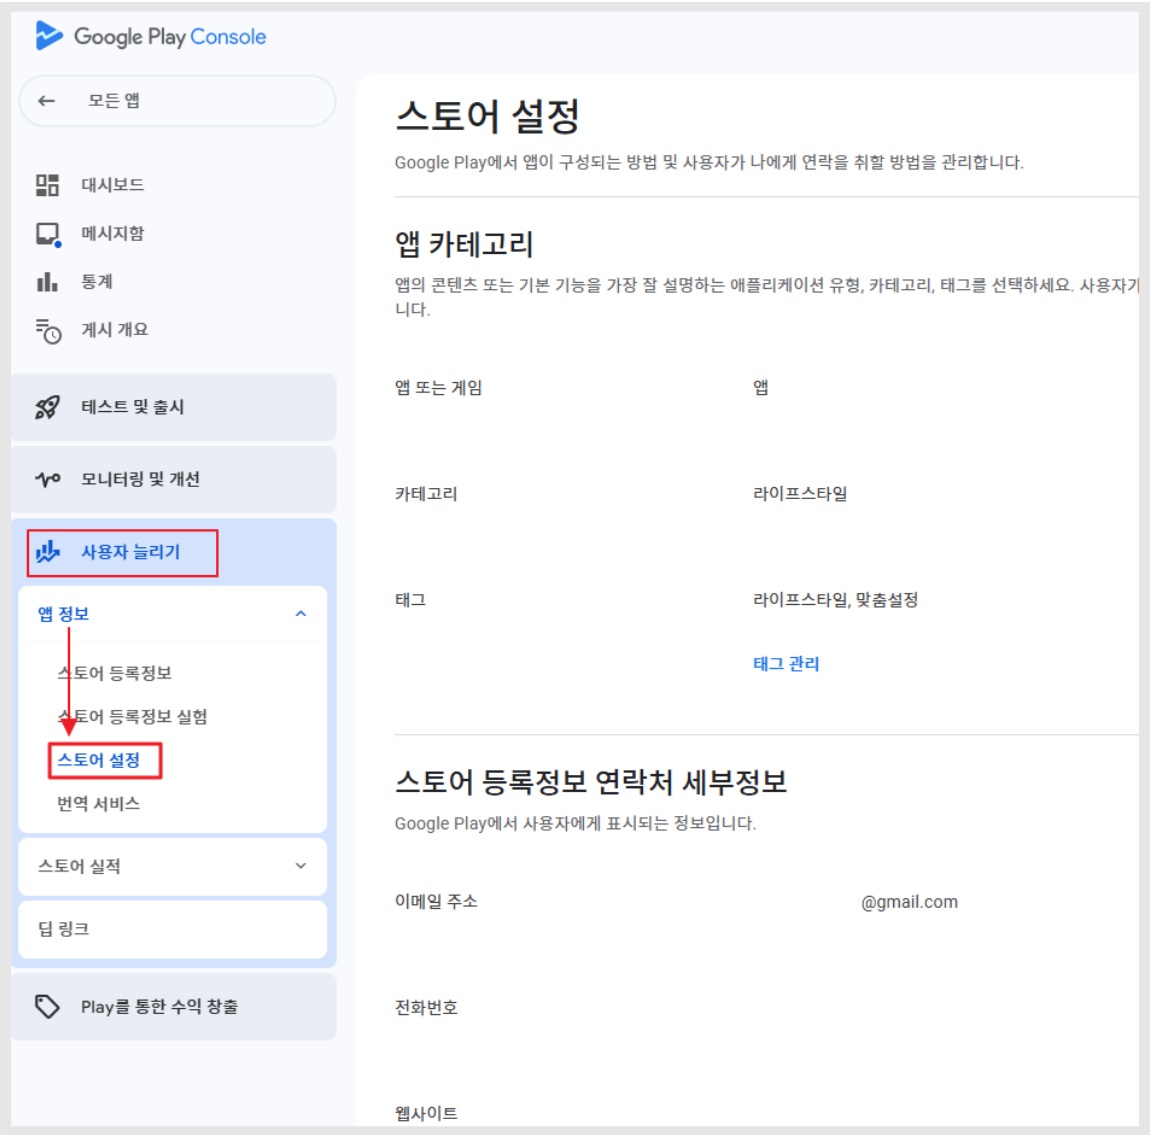 Google Play Console
모든 앱
대시보드
메시지함
통계
게시 개요
테스트 및 출시
모니터링 및 개선
사용자 늘리기
앱 정보
스토어 등록정보
스토어 등록정보 실험
스토어 설정
번역 서비스
스토어 실적
딥 링크
Play를 통한 수익 창출
스토어 설정
Google Play에서 앱이 구성되는 방법 및 사용자가 나에게 연락을 취할 방법을 관리합니다.
앱 카테고리
앱의 콘텐츠 또는 기본 기능을 가장 잘 설명하는 애플리케이션 유형, 카테고리, 태그를 선택하세요. 사용자가
니다.
앱 또는 게임 앱
카테고리 라이프스타일
태그 라이프스타일, 맞춤설정
태그 관리
스토어 등록정보 연락처 세부정보
Google Play에서 사용자에게 표시되는 정보입니다.
이메일 주소 @gmail.com
전화번호
웹사이트